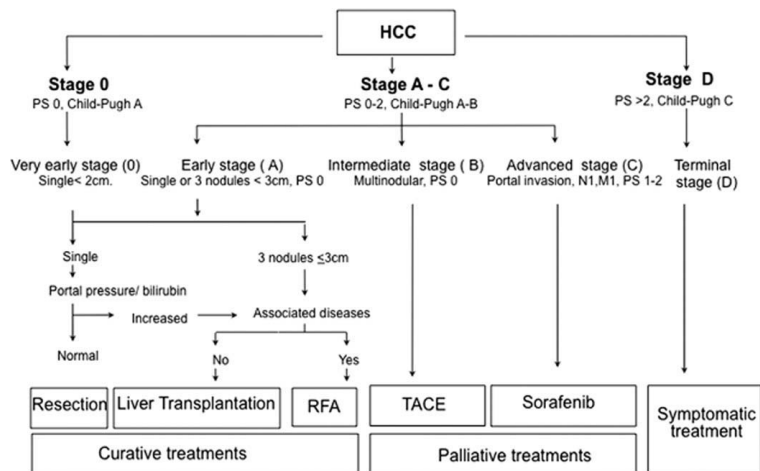 HCC
Stage 0
PS 0, Child-Pugh A
Stage A - C
PS 0-2, Child-Pugh A-B
Stage D
PS >2, Child-Pugh C
Very early stage (0)
Single< 2cm.
Early stage ( A)
Single or 3 nodules < 3cm, PS 0
Intermediate stage ( B)
Multinodular, PS 0
Advanced stage (C)
Portal invasion, N1,M1, PS 1-2
Terminal
stage (D)
Single
3 nodules ≤3cm
Portal pressure/ bilirubin
Increased
Associated diseases
Normal
No
Yes
Resection
Liver Transplantation
RFA
TACE
Sorafenib
Symptomatic
treatment
Curative treatments
Palliative treatments